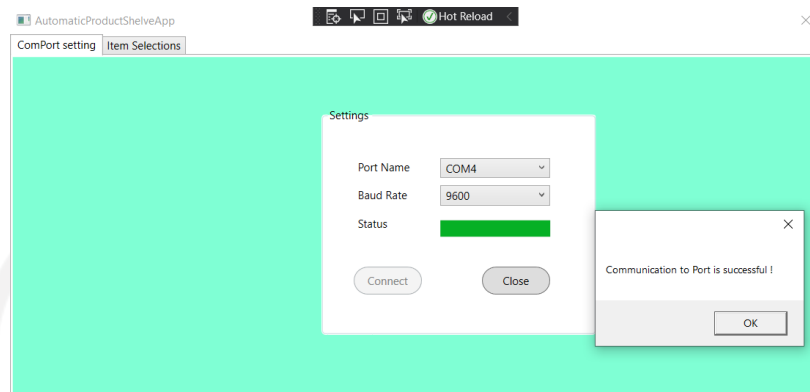 AutomaticProductShelveApp
Hot Reload
ComPort setting
Item Selections
Settings
Port Name
COM4
Baud Rate
9600
Status
Connect
Close
Communication to Port is successful !
OK